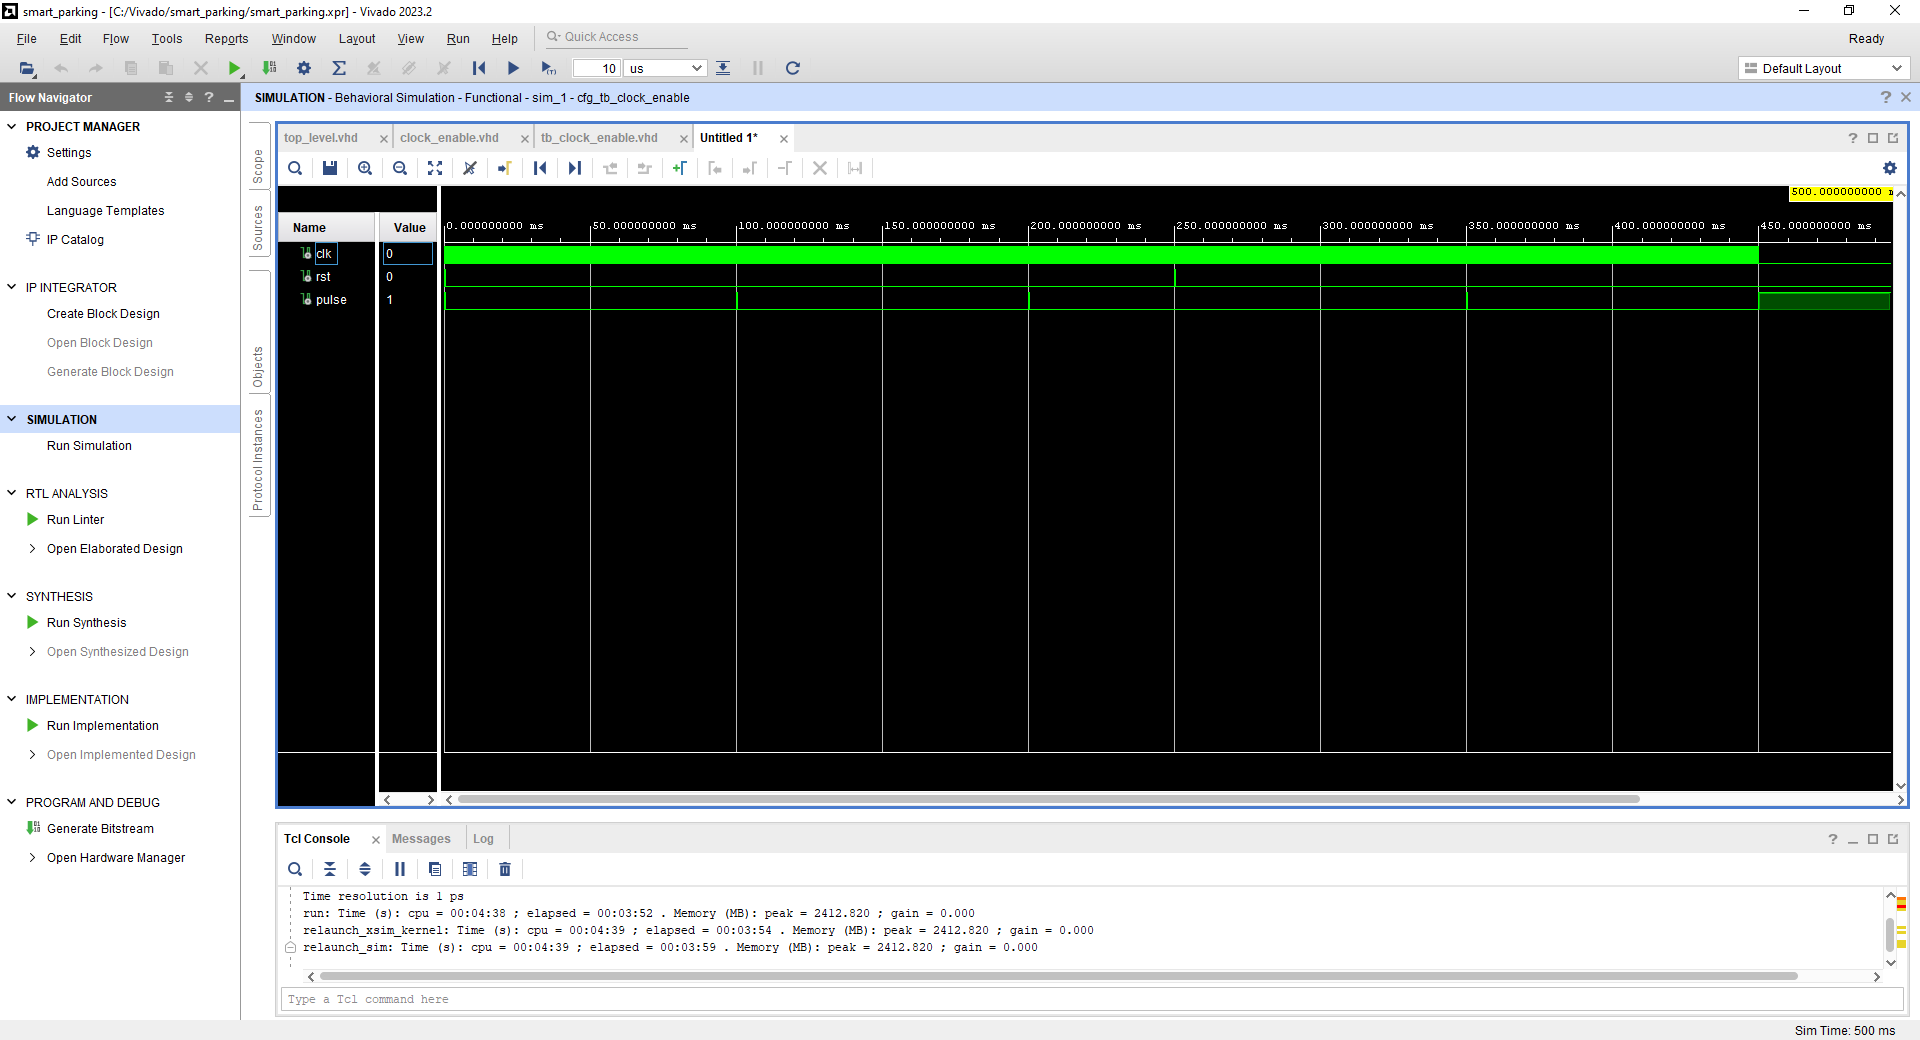 smart_parking - [C:/Vivado/smart_parking/smart_parking.xpr] - Vivado 2023.2
File Edit Flow Tools Reports Window Layout View Run Help Quick Access Ready
10 us Default Layout
Flow Navigator
SIMULATION - Behavioral Simulation - Functional - sim_1 - cfg_tb_clock_enable
PROJECT MANAGER
Settings
Add Sources
Language Templates
IP Catalog
IP INTEGRATOR
Create Block Design
Open Block Design
Generate Block Design
SIMULATION
Run Simulation
RTL ANALYSIS
Run Linter
Open Elaborated Design
SYNTHESIS
Run Synthesis
Open Synthesized Design
IMPLEMENTATION
Run Implementation
Open Implemented Design
PROGRAM AND DEBUG
Generate Bitstream
Open Hardware Manager
Scope
Sources
Objects
Protocol Instances
top_level.vhd clock_enable.vhd tb_clock_enable.vhd Untitled 1*
500.000000000
Name Value
0.000000000 ms 50.000000000 ms 100.000000000 ms 150.000000000 ms 200.000000000 ms 250.000000000 ms 300.000000000 ms 350.000000000 ms 400.000000000 ms 450.000000000 ms
clk 0
rst 0
pulse 1
Tcl Console Messages Log
Time resolution is 1 ps
run: Time (s): cpu = 00:04:38 ; elapsed = 00:03:52 . Memory (MB): peak = 2412.820 ; gain = 0.000
relaunch_xsim_kernel: Time (s): cpu = 00:04:39 ; elapsed = 00:03:54 . Memory (MB): peak = 2412.820 ; gain = 0.000
relaunch_sim: Time (s): cpu = 00:04:39 ; elapsed = 00:03:59 . Memory (MB): peak = 2412.820 ; gain = 0.000
Type a Tcl command here
Sim Time: 500 ms